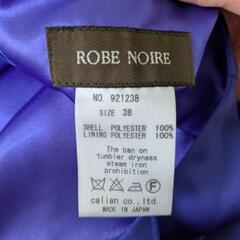 ROBE NOIRE
NO. 921238
SIZE 38
SHELL POLYESTER 100%
LINING POLYESTER 100%
The ban on
tumbler dryness
steam iron
prohibition
calian co., ltd.
MADE IN JAPAN